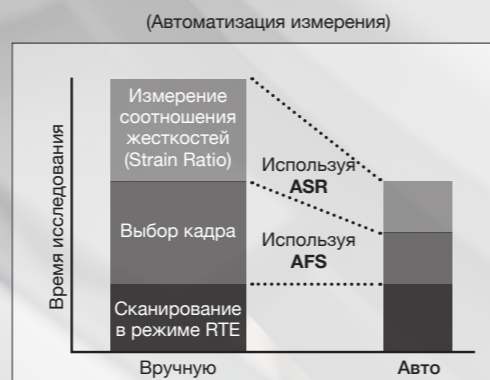 (Автоматизация измерения)
Время исследования
Измерение
соотношения
жесткостей
(Strain Ratio)
Выбор кадра
Сканирование
в режиме RTE
Используя
ASR
Используя
AFS
Вручную
Авто